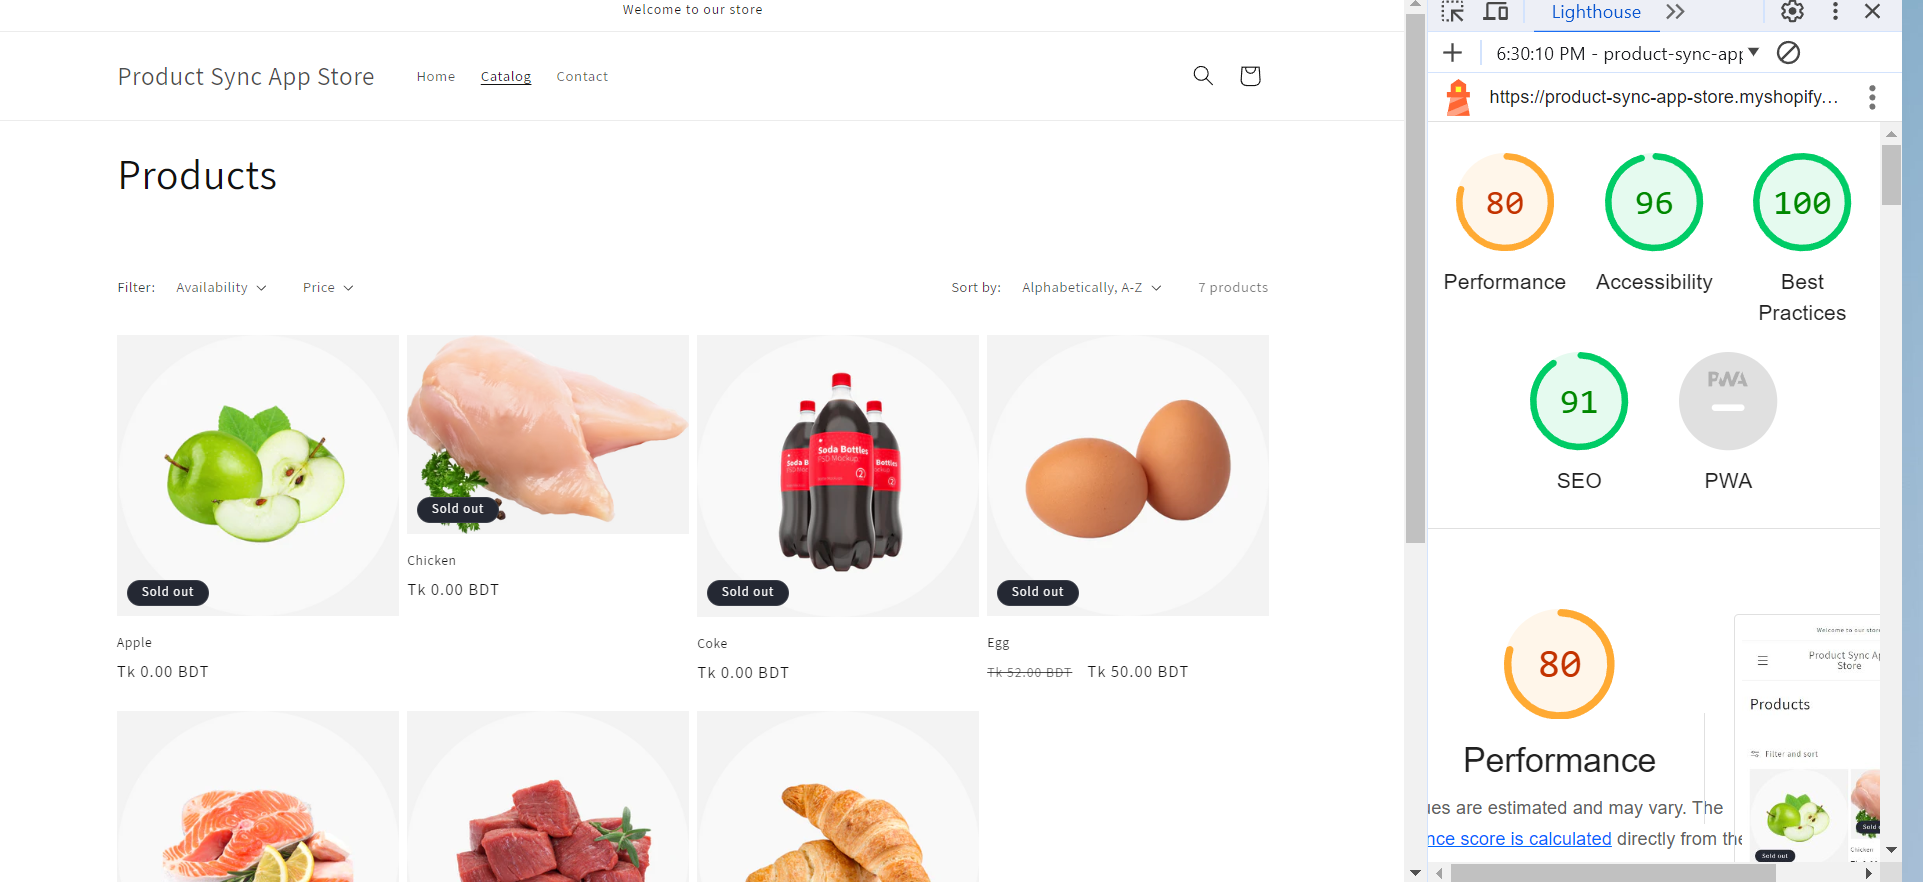 Welcome to our store
Product Sync App Store
Home
Catalog
Contact
Products
Filter:
Availability
Price
Sort by:
Alphabetically, A-Z
7 products
Sold out
Apple
Tk 0.00 BDT
Sold out
Chicken
Tk 0.00 BDT
Soda Bottles
PSD Mockup
2
Sold out
Coke
Tk 0.00 BDT
Sold out
Egg
Tk 52.00 BDT Tk 50.00 BDT
Lighthouse
6:30:10 PM - product-sync-app
https://product-sync-app-store.myshopify...
80
Performance
96
Accessibility
100
Best
Practices
91
SEO
PWA
PWA
80
Performance
ues are estimated and may vary. The
nce score is calculated directly from the
Welcome to our store
Product Sync Ap
Store
Products
Filter and sort
Sold out
Sold
Chicken